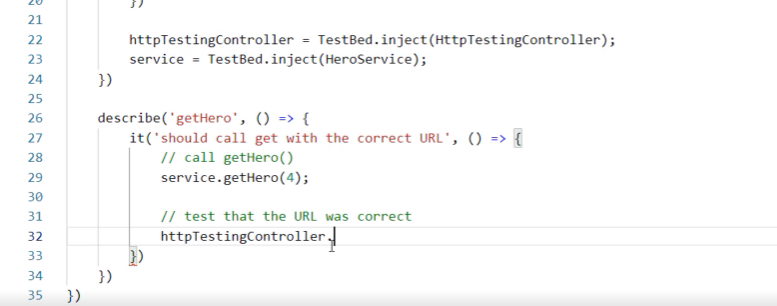 20 })
21
22 httpTestingController = TestBed.inject(HttpTestingController);
23 service = TestBed.inject(HeroService);
24 })
25
26 describe('getHero', () => {
27 it('should call get with the correct URL', () => {
28 // call getHero()
29 service.getHero(4);
30
31 // test that the URL was correct
32 httpTestingController.
33 })
34 })
35 })